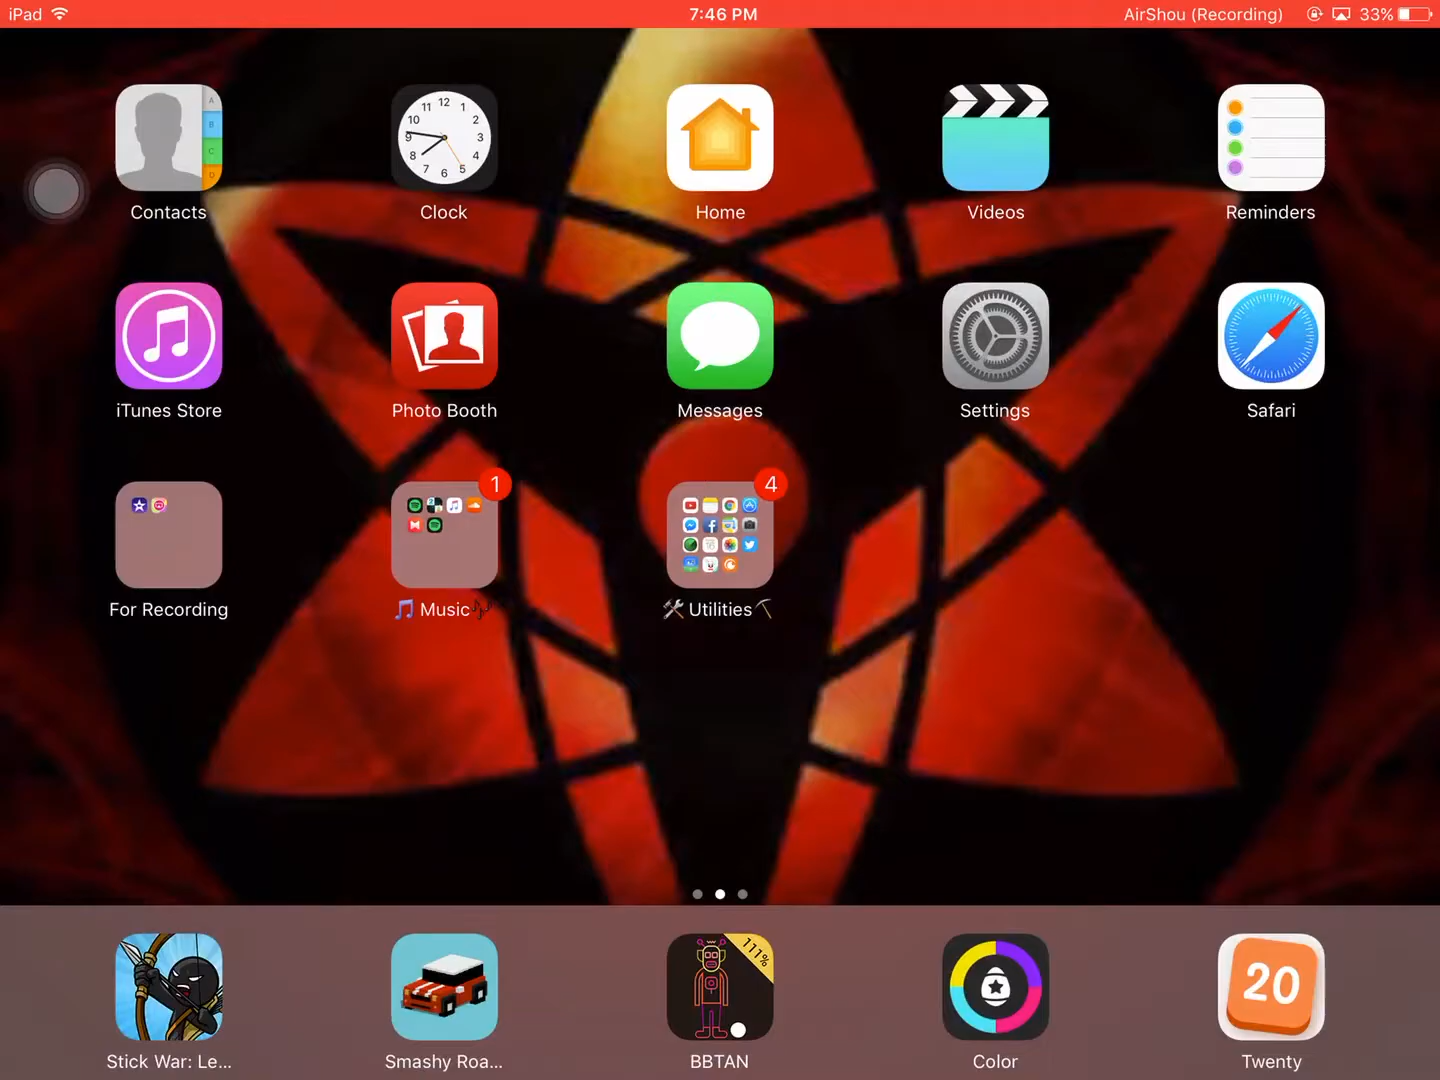 iPad 7:46 PM AirShou (Recording) 33%
Contacts Clock Home Videos Reminders
iTunes Store Photo Booth Messages Settings Safari
1 4
For Recording 🎵 Music🎶 🛠Utilities⛏
111%
20
Stick War: Le... Smashy Roa... BBTAN Color Twenty